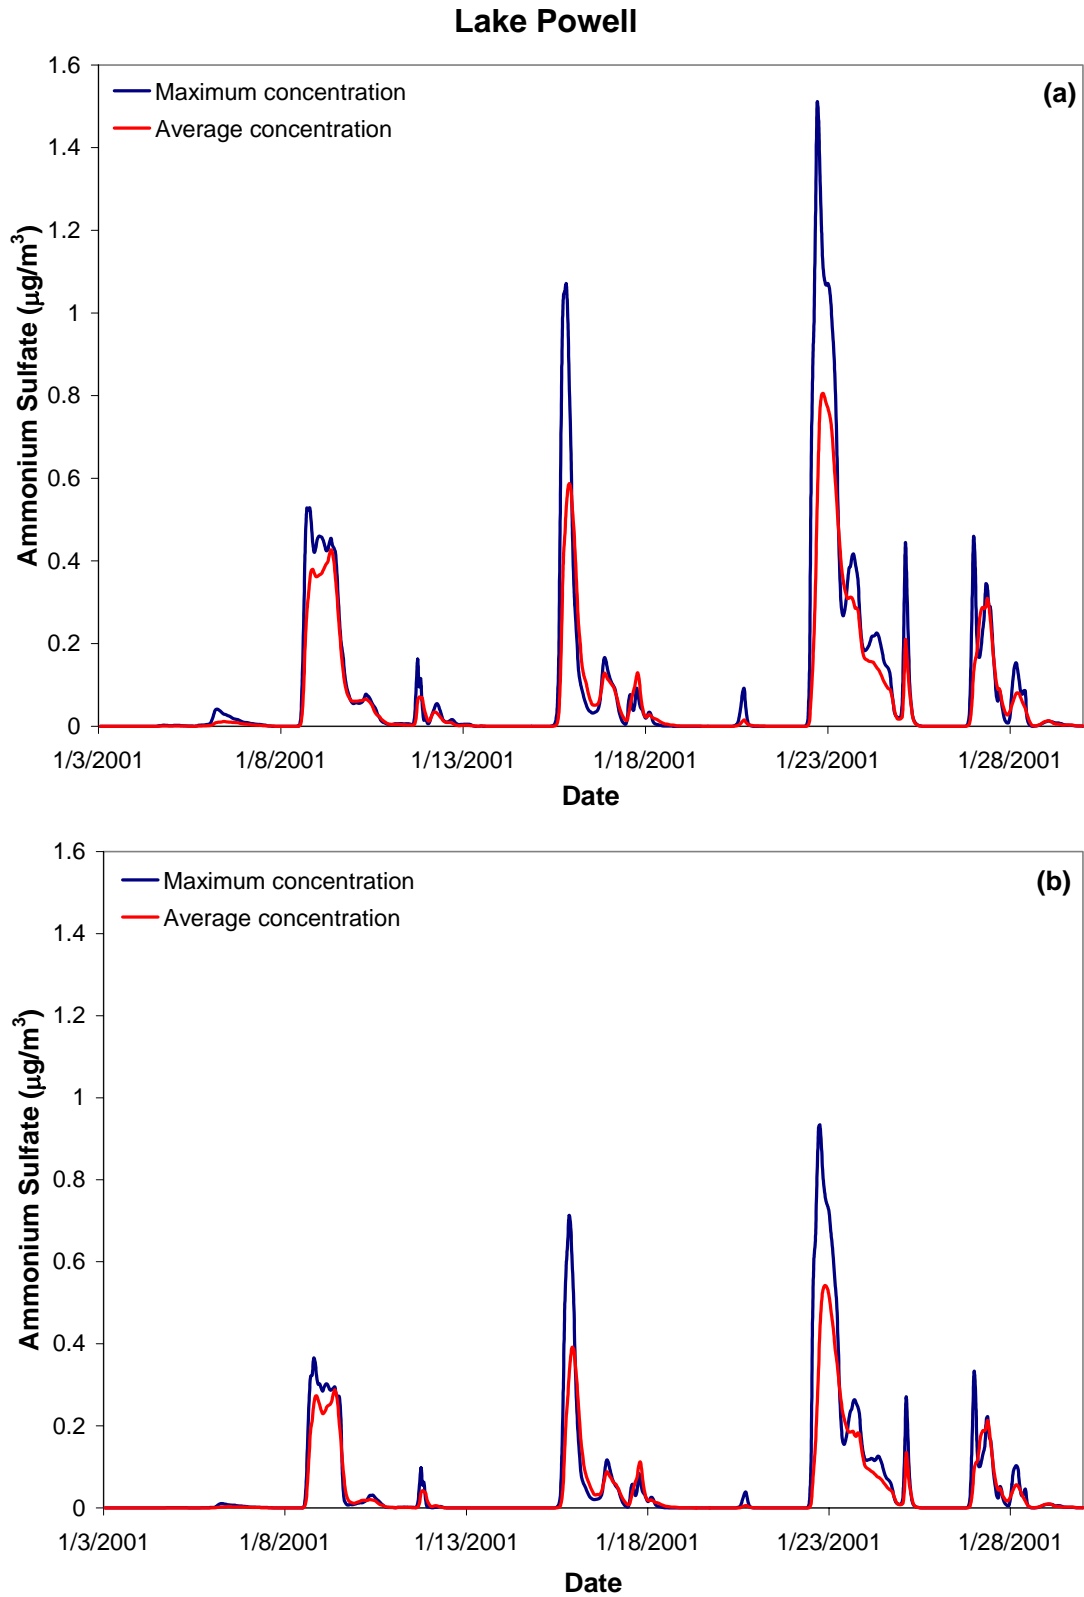 Lake Powell
(a)
Maximum concentration
Average concentration
Ammonium Sulfate (μg/m³)
1.6
1.4
1.2
1
0.8
0.6
0.4
0.2
0
1/3/2001 1/8/2001 1/13/2001 1/18/2001 1/23/2001 1/28/2001
Date
(b)
Maximum concentration
Average concentration
Ammonium Sulfate (μg/m³)
1.6
1.4
1.2
1
0.8
0.6
0.4
0.2
0
1/3/2001 1/8/2001 1/13/2001 1/18/2001 1/23/2001 1/28/2001
Date